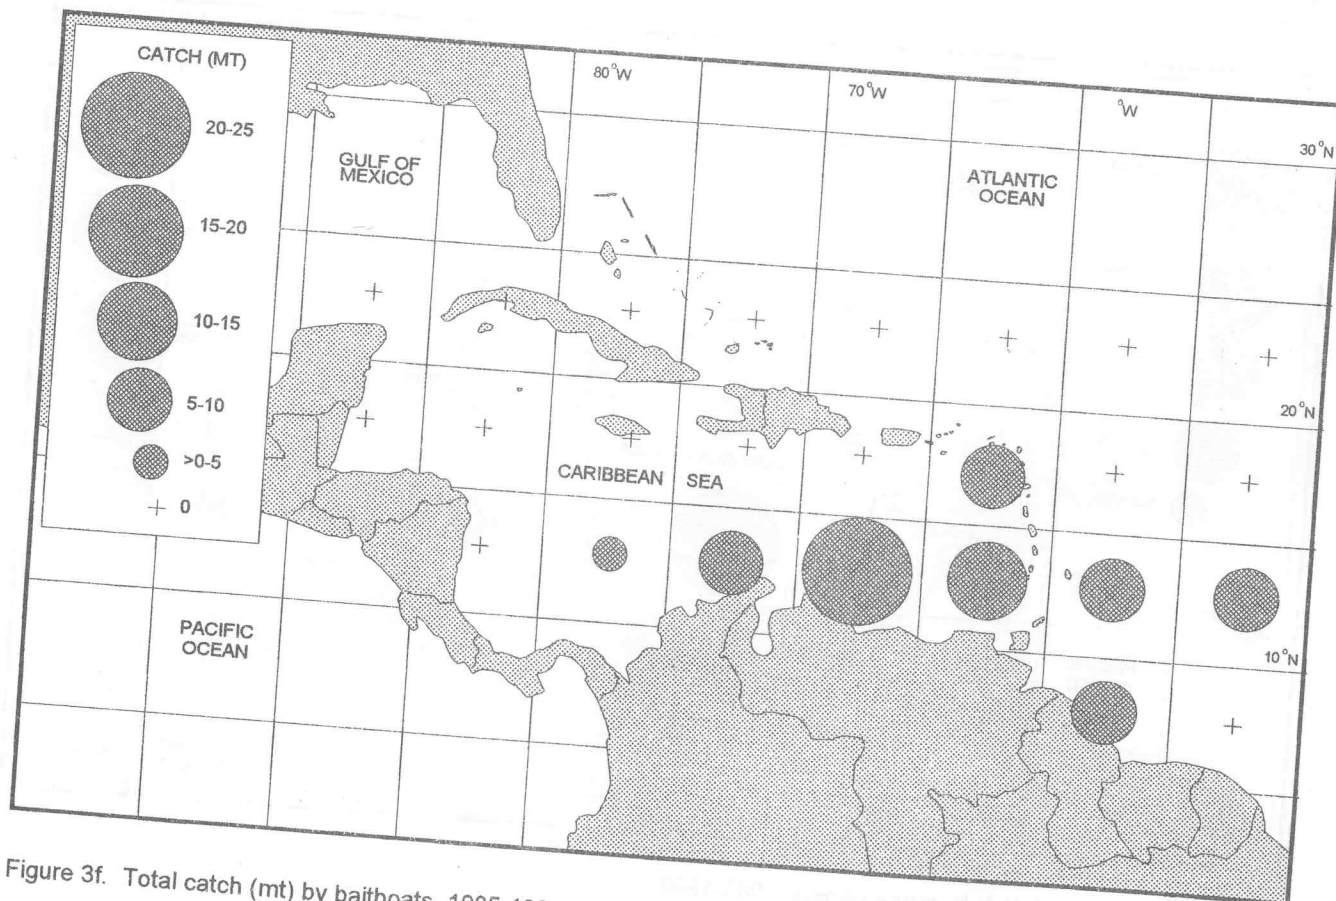 CATCH (MT)
20-25
15-20
10-15
5-10
>0-5
0
80°W
70°W
°W
30°N
GULF OF
MEXICO
ATLANTIC
OCEAN
20°N
CARIBBEAN SEA
PACIFIC
OCEAN
10°N
Figure 3f. Total catch (mt) by baitboats,